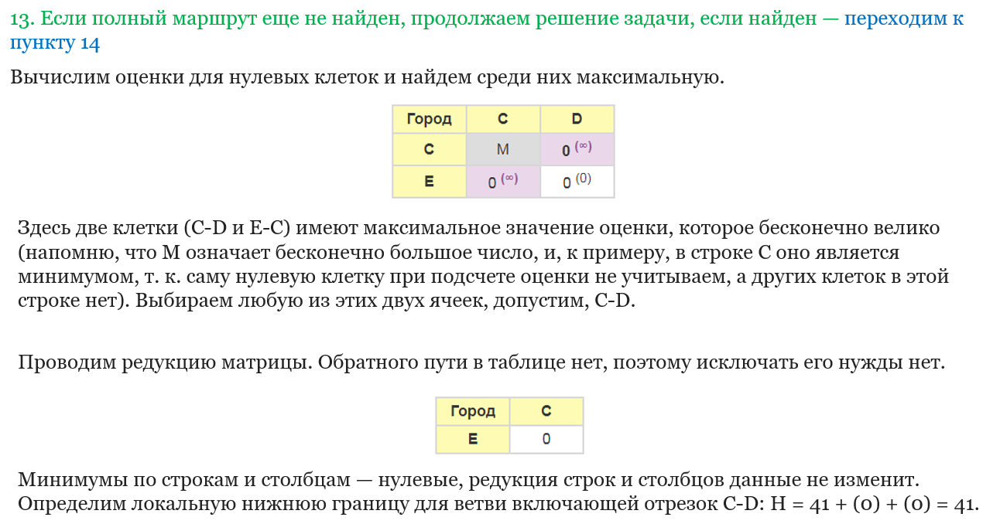 13. Если полный маршрут еще не найден, продолжаем решение задачи, если найден — переходим к
пункту 14
Вычислим оценки для нулевых клеток и найдем среди них максимальную.
Город C D
C M 0 (∞)
E 0 (∞) 0 (0)
Здесь две клетки (C-D и E-C) имеют максимальное значение оценки, которое бесконечно велико
(напомню, что M означает бесконечно большое число, и, к примеру, в строке C оно является
минимумом, т. к. саму нулевую клетку при подсчете оценки не учитываем, а других клеток в этой
строке нет). Выбираем любую из этих двух ячеек, допустим, C-D.
Проводим редукцию матрицы. Обратного пути в таблице нет, поэтому исключать его нужды нет.
Город C
E 0
Минимумы по строкам и столбцам — нулевые, редукция строк и столбцов данные не изменит.
Определим локальную нижнюю границу для ветви включающей отрезок C-D: H = 41 + (0) + (0) = 41.